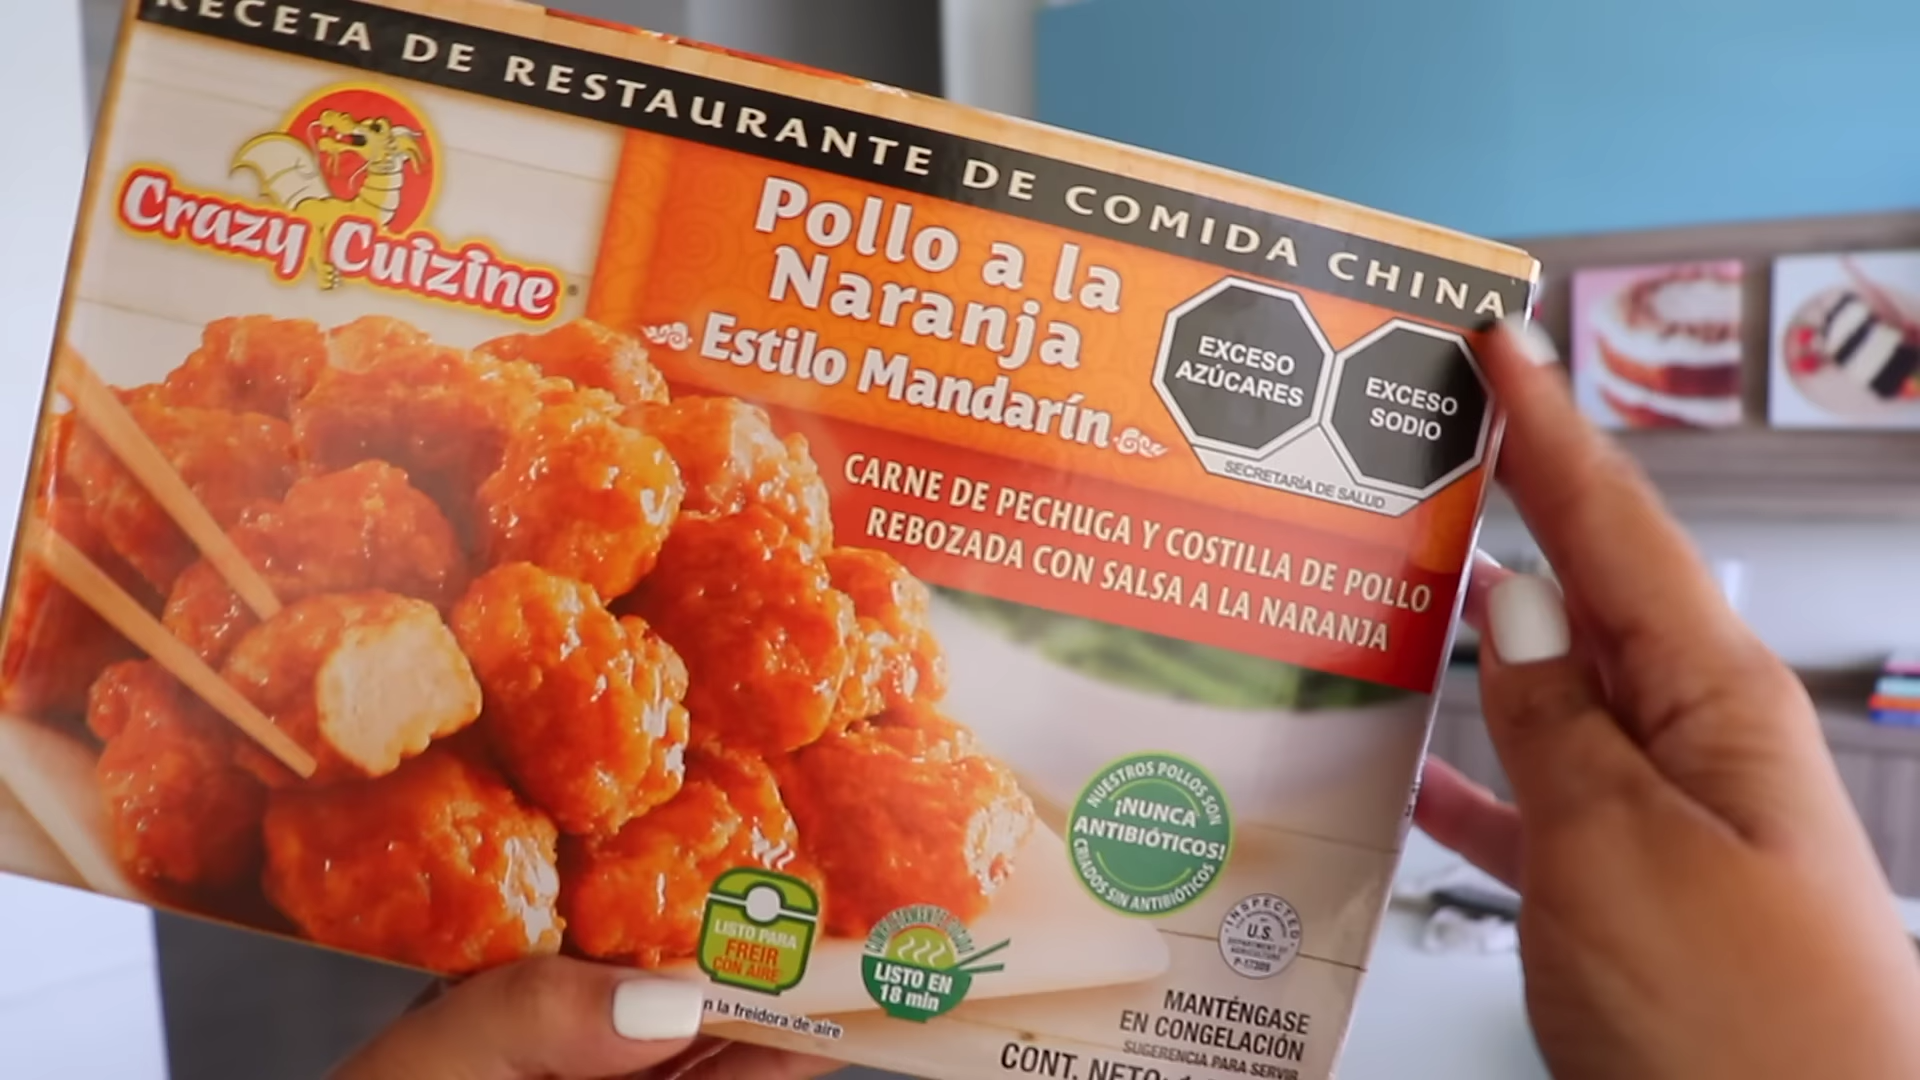 RECETA DE RESTAURANTE DE COMIDA CHINA
Crazy Cuizine
Pollo a la
Naranja
Estilo Mandarín
EXCESO
AZÚCARES
EXCESO
SODIO
SECRETARÍA DE SALUD
CARNE DE PECHUGA Y COSTILLA DE POLLO
REBOZADA CON SALSA A LA NARANJA
NUESTROS POLLOS SON
¡NUNCA
ANTIBIÓTICOS!
CRIADOS SIN ANTIBIÓTICOS
LISTO PARA
FREIR
CON AIRE
n la freidora de aire
LISTO EN
18 min
INSPECTED
U.S.
DEPARTMENT OF
AGRICULTURE
MANTÉNGASE
EN CONGELACIÓN
SUGERENCIA PARA SERVIR
CONT. NETO: